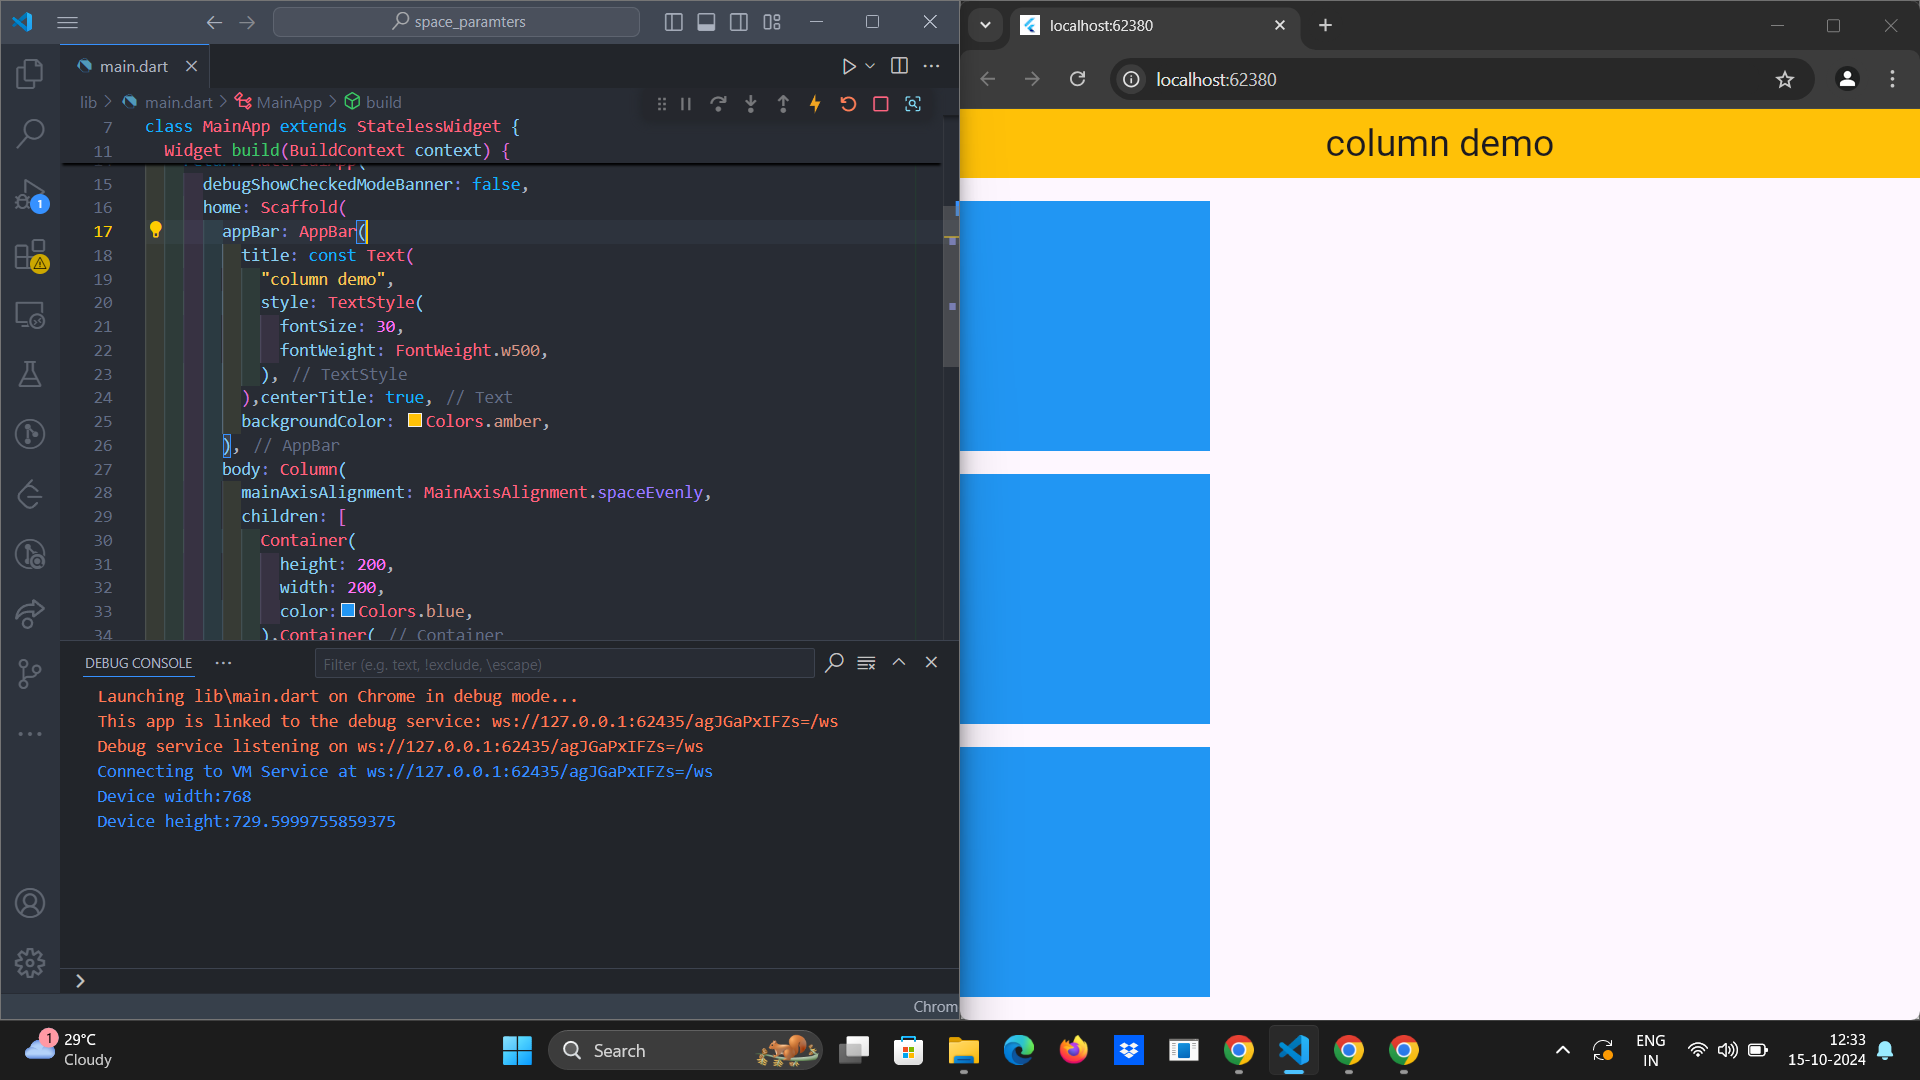 space_paramters
main.dart
lib > main.dart > MainApp > build
7 class MainApp extends StatelessWidget {
11 Widget build(BuildContext context) {
15 debugShowCheckedModeBanner: false,
16 home: Scaffold(
17 appBar: AppBar(
18 title: const Text(
19 "column demo",
20 style: TextStyle(
21 fontSize: 30,
22 fontWeight: FontWeight.w500,
23 ), // TextStyle
24 ),centerTitle: true, // Text
25 backgroundColor: Colors.amber,
26 ), // AppBar
27 body: Column(
28 mainAxisAlignment: MainAxisAlignment.spaceEvenly,
29 children: [
30 Container(
31 height: 200,
32 width: 200,
33 color: Colors.blue,
34 ),Container( // Container
1
DEBUG CONSOLE
Filter (e.g. text, !exclude, \escape)
Launching lib\main.dart on Chrome in debug mode...
This app is linked to the debug service: ws://127.0.0.1:62435/agJGaPxIFZs=/ws
Debug service listening on ws://127.0.0.1:62435/agJGaPxIFZs=/ws
Connecting to VM Service at ws://127.0.0.1:62435/agJGaPxIFZs=/ws
Device width:768
Device height:729.5999755859375
Chrom
localhost:62380
localhost:62380
column demo
1
29°C
Cloudy
Search
ENG
IN
12:33
15-10-2024